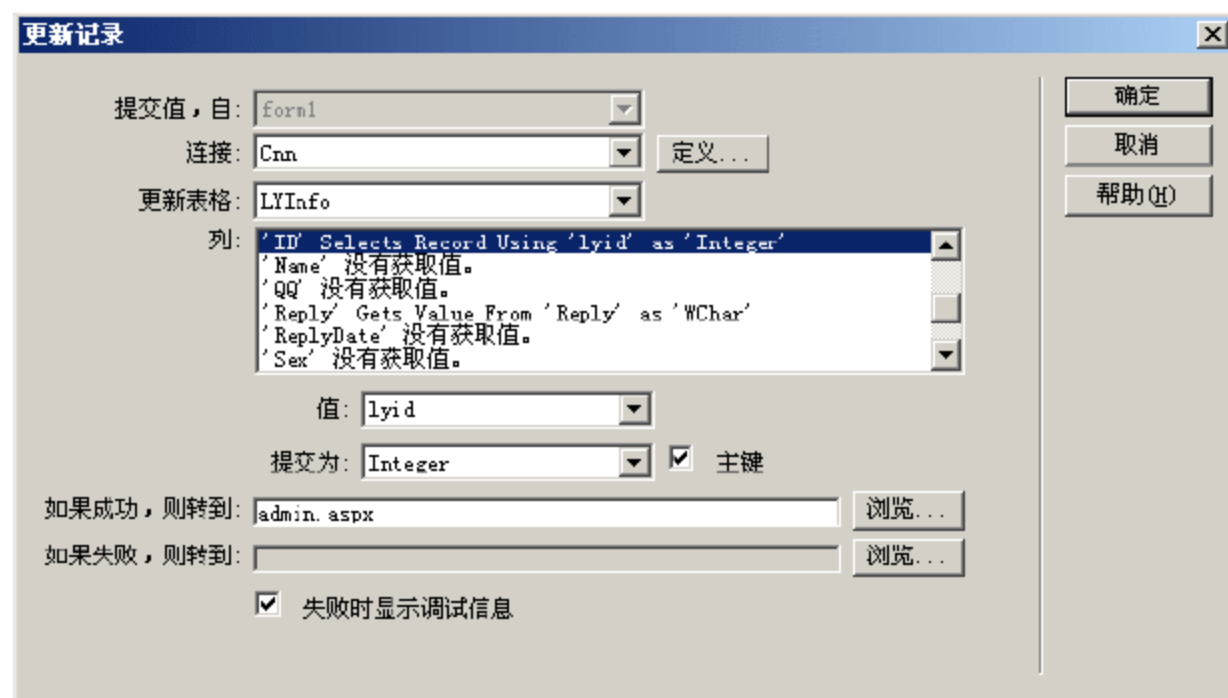 更新记录
提交值，自: form1
确定
连接: Cnn 定义...
取消
更新表格: LYInfo
帮助(H)
列: 'ID' Selects Record Using 'lyid' as 'Integer'
'Name' 没有获取值。
'QQ' 没有获取值。
'Reply' Gets Value From 'Reply' as 'WChar'
'ReplyDate' 没有获取值。
'Sex' 没有获取值。
值: lyid
提交为: Integer 主键
如果成功，则转到: admin.aspx 浏览...
如果失败，则转到: 浏览...
失败时显示调试信息